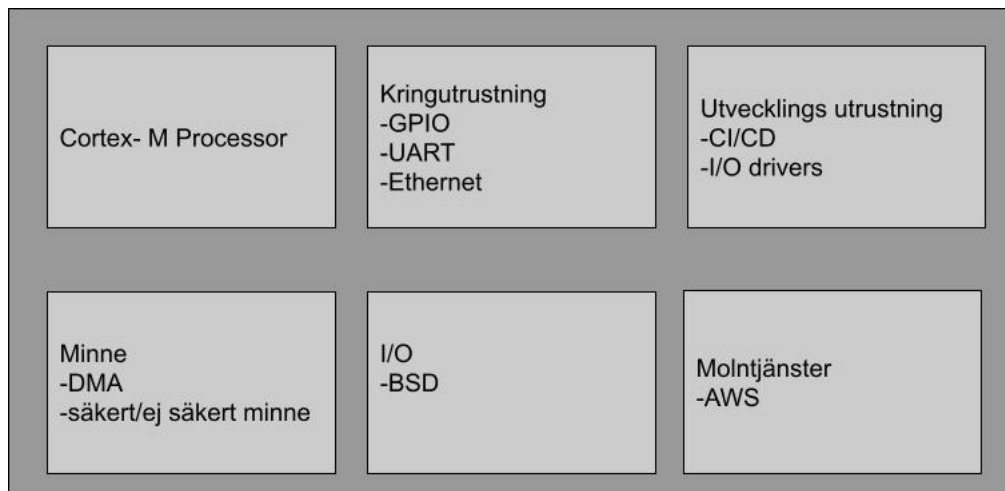 Cortex- M Processor
Kringutrustning
-GPIO
-UART
-Ethernet
Utvecklings utrustning
-CI/CD
-I/O drivers
Minne
-DMA
-säkert/ej säkert minne
I/O
-BSD
Molntjänster
-AWS